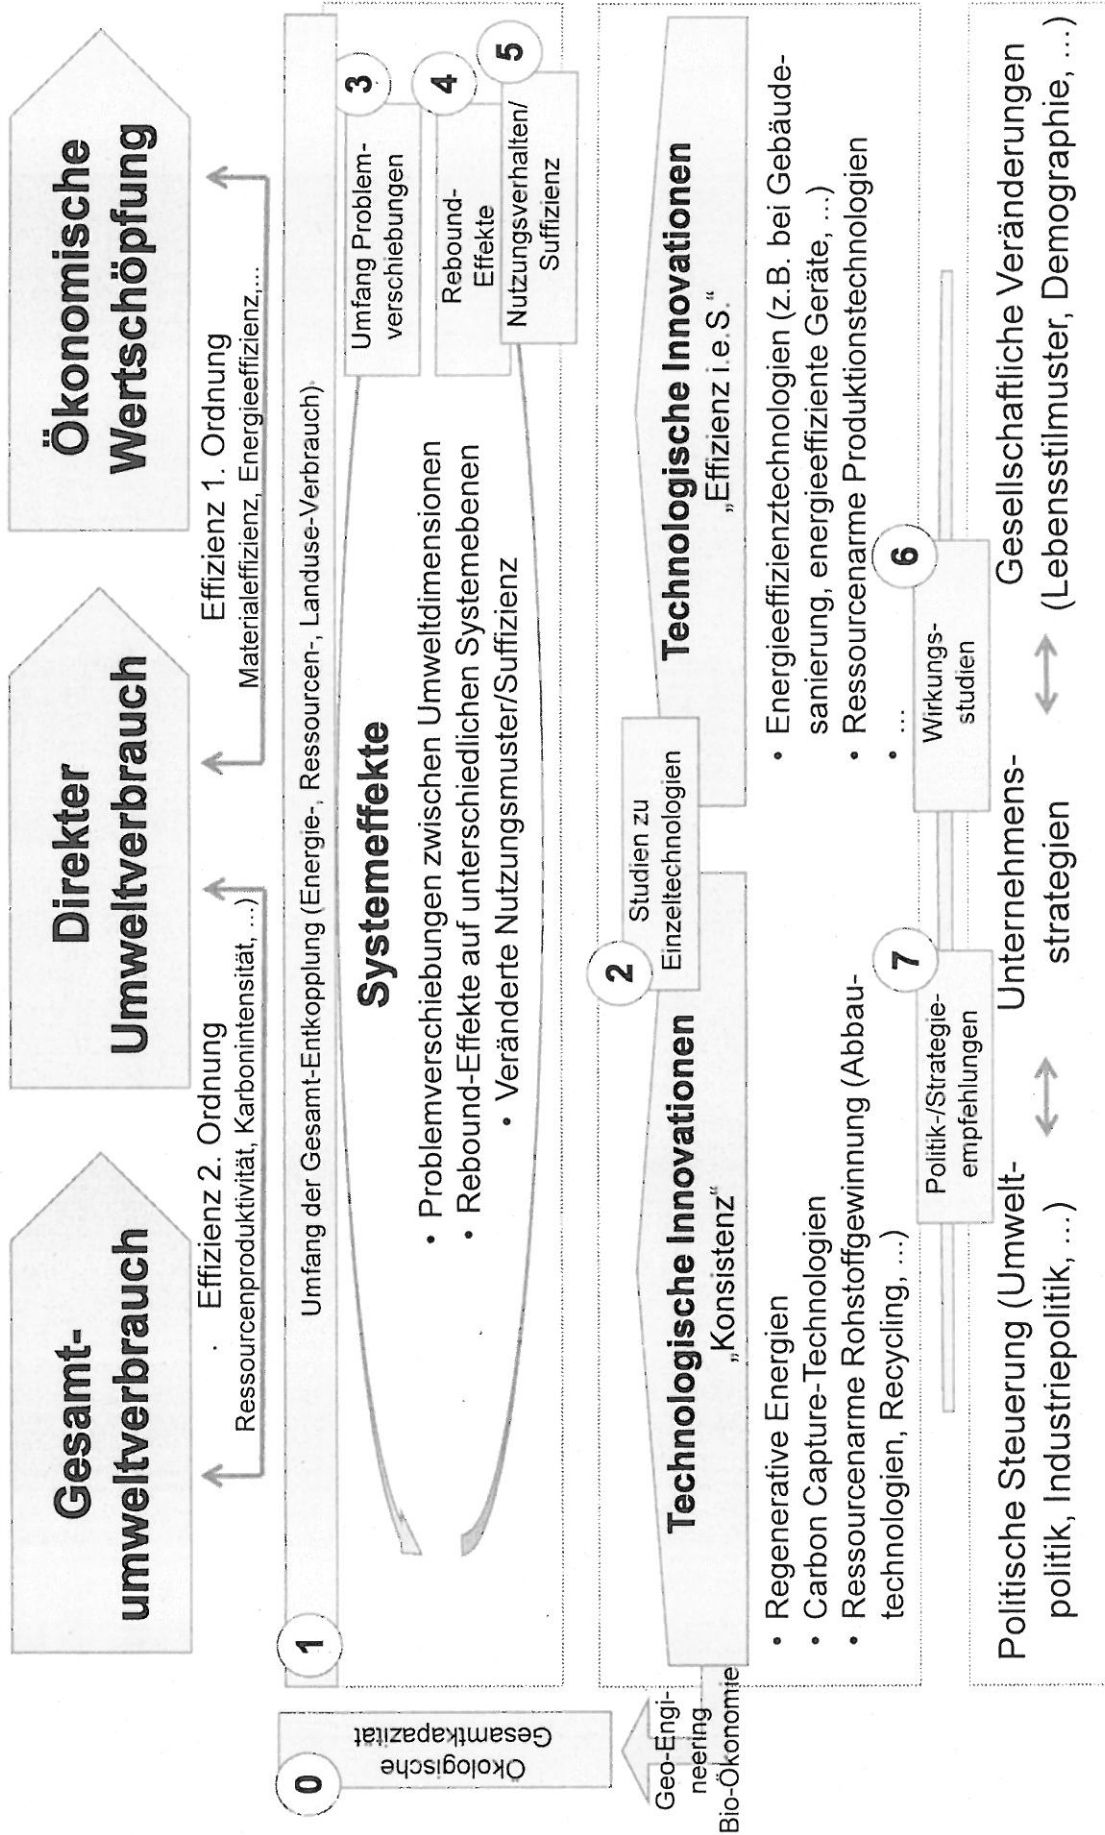 Gesamt-
umweltverbrauch
Direkter
Umweltverbrauch
Ökonomische
Wertschöpfung
Effizienz 2. Ordnung
Ressourcenproduktivität, Karbonintensität, …)
Effizienz 1. Ordnung
Materialeffizienz, Energieeffizienz,…
0
Ökologische
Gesamtkapazität
1
Umfang der Gesamt-Entkopplung (Energie-, Ressourcen-, Landuse-Verbrauch)
Systemeffekte
• Problemverschiebungen zwischen Umweltdimensionen
• Rebound-Effekte auf unterschiedlichen Systemebenen
• Veränderte Nutzungsmuster/Suffizienz
3
Umfang Problem-
verschiebungen
4
Rebound-
Effekte
5
Nutzungsverhalten/
Suffizienz
Geo-Engi-
neering
Bio-Ökonomie
2
Studien zu
Einzeltechnologien
Technologische Innovationen
„Konsistenz“
• Regenerative Energien
• Carbon Capture-Technologien
• Ressourcenarme Rohstoffgewinnung (Abbau-
technologien, Recycling, …)
Technologische Innovationen
„Effizienz i.e.S.“
• Energieeffizienztechnologien (z.B. bei Gebäude-
sanierung, energieeffiziente Geräte, …)
• Ressourcenarme Produktionstechnologien
• …
7
Politik-/Strategie-
empfehlungen
6
Wirkungs-
studien
Politische Steuerung (Umwelt-
politik, Industriepolitik, …)
Unternehmens-
strategien
Gesellschaftliche Veränderungen
(Lebensstilmuster, Demographie, …)